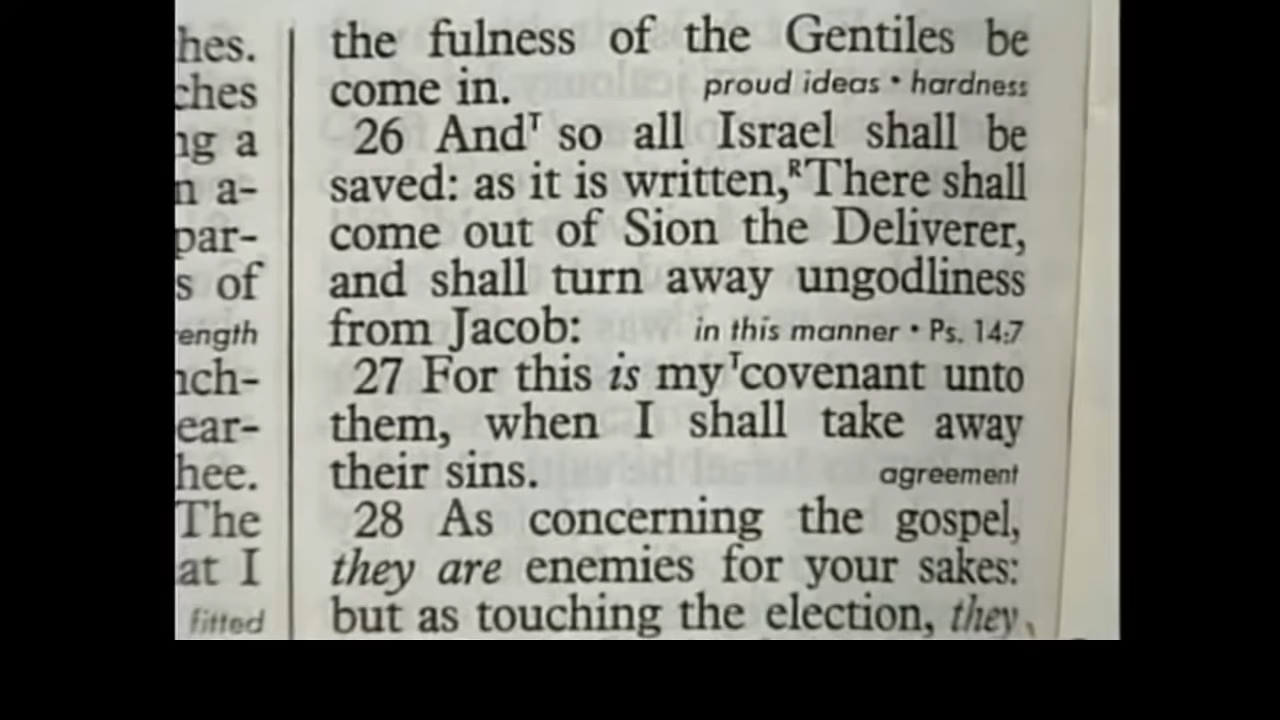 hes.
ches
ng a
n a-
par-
s of
ength
nch-
ear-
hee.
The
at I
fitted
the fulness of the Gentiles be
come in. proud ideas • hardness
26 Andᵀ so all Israel shall be
saved: as it is written,ᴿThere shall
come out of Sion the Deliverer,
and shall turn away ungodliness
from Jacob: in this manner • Ps. 14:7
27 For this is myᵀcovenant unto
them, when I shall take away
their sins. agreement
28 As concerning the gospel,
they are enemies for your sakes:
but as touching the election, they